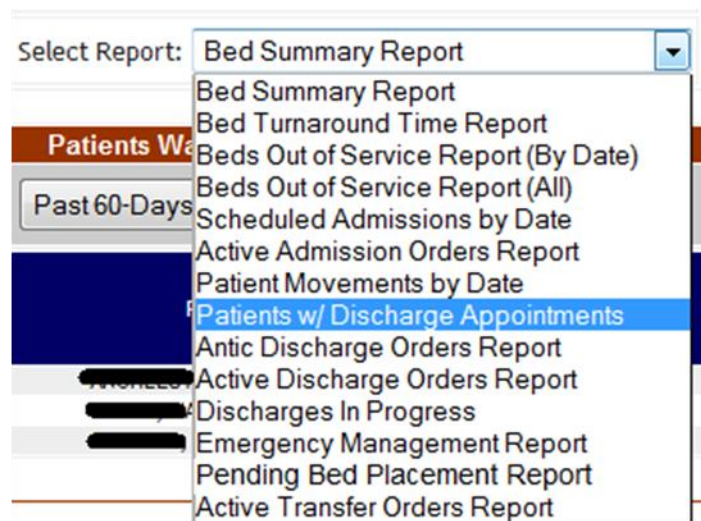 Select Report: Bed Summary Report
Bed Summary Report
Bed Turnaround Time Report
Patients Beds Out of Service Report (By Date)
Beds Out of Service Report (All)
Past 60-Days
Scheduled Admissions by Date
Active Admission Orders Report
Patient Movements by Date
Patients w/ Discharge Appointments
Antic Discharge Orders Report
Active Discharge Orders Report
Discharges In Progress
Emergency Management Report
Pending Bed Placement Report
Active Transfer Orders Report